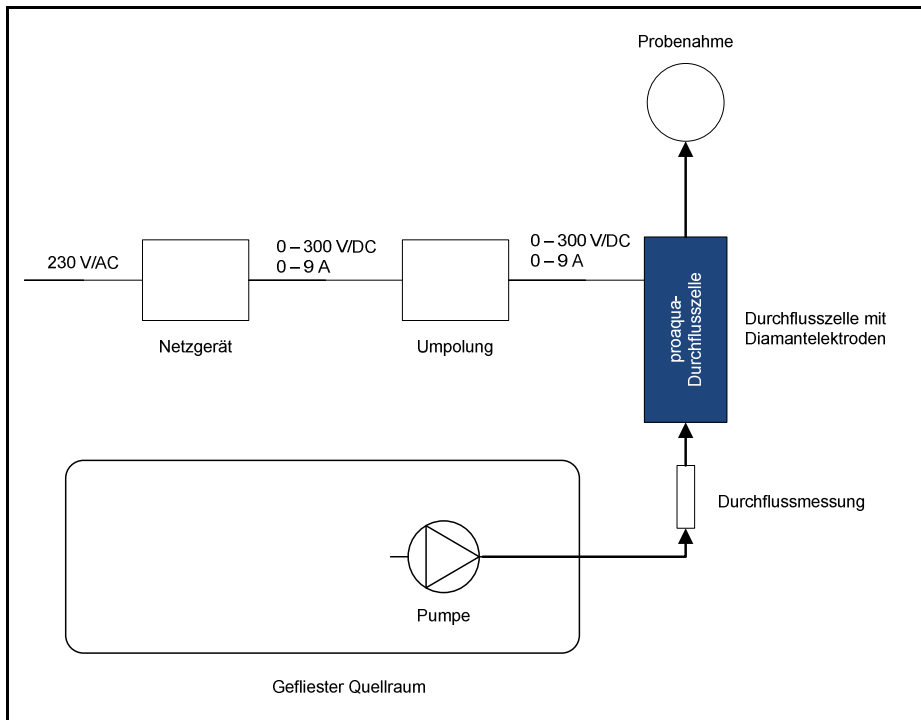 Probenahme
230 V/AC
0 – 300 V/DC
0 – 9 A
0 – 300 V/DC
0 – 9 A
Netzgerät
Umpolung
proaqua-
Durchflusszelle
Durchflusszelle mit
Diamantelektroden
Durchflussmessung
Pumpe
Gefliester Quellraum